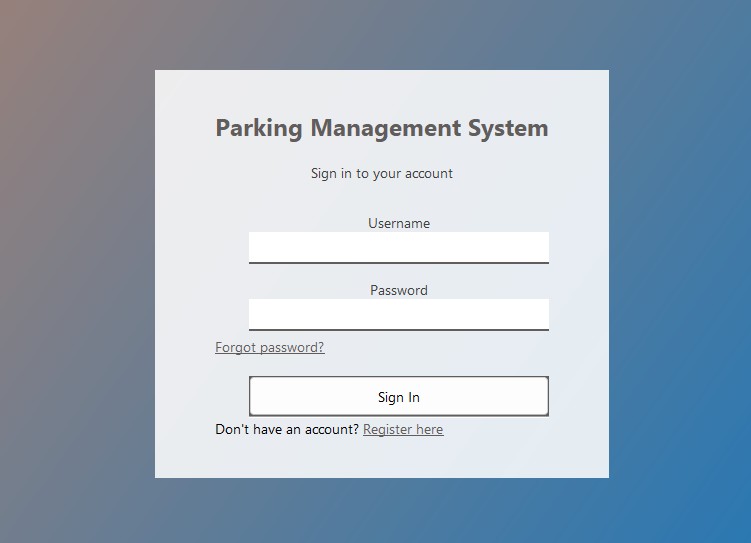 Parking Management System
Sign in to your account
Username
Password
Forgot password?
Sign In
Don't have an account? Register here